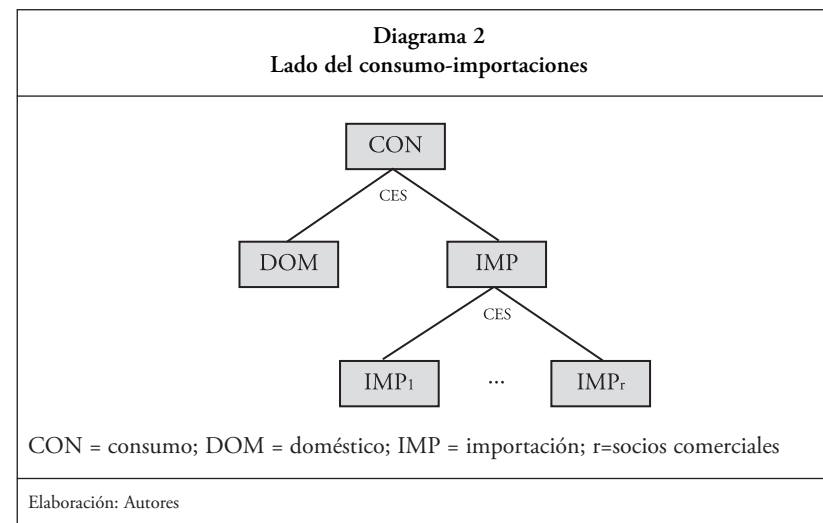 Diagrama 2
Lado del consumo-importaciones
CON
CES
DOM
IMP
CES
IMP1
...
IMPr
CON = consumo; DOM = doméstico; IMP = importación; r=socios comerciales
Elaboración: Autores